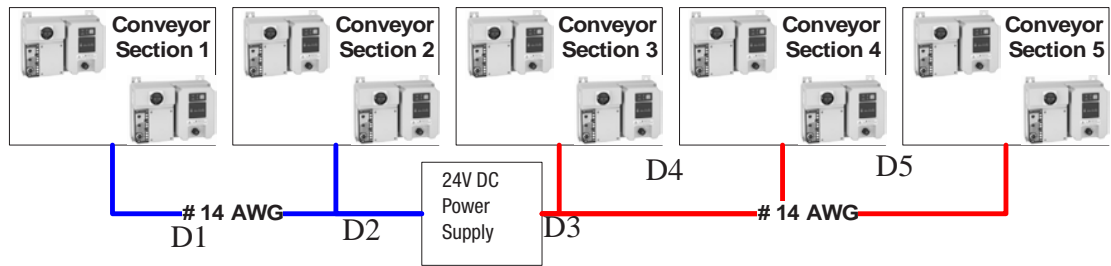 Conveyor
Section 1
Conveyor
Section 2
Conveyor
Section 3
Conveyor
Section 4
Conveyor
Section 5
D4
D5
24V DC
Power
Supply
# 14 AWG
D1
D2
D3
# 14 AWG